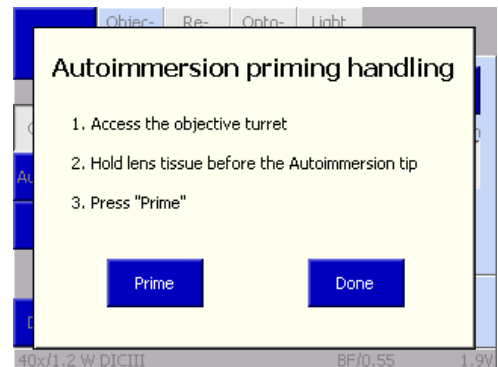 Objec- Re- Opto- Light
Autoimmersion priming handling
1. Access the objective turret
2. Hold lens tissue before the Autoimmersion tip
3. Press "Prime"
Prime Done
40x/1.2 W DICIII BF/0.55 1.9V